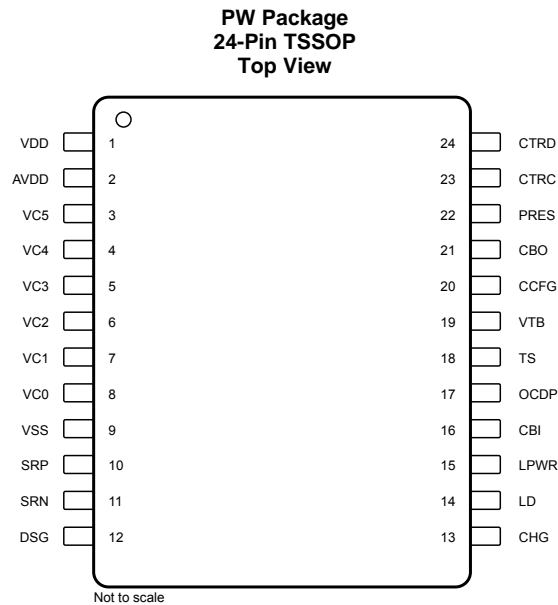 PW Package
24-Pin TSSOP
Top View
VDD 1 24 CTRD
AVDD 2 23 CTRC
VC5 3 22 PRES
VC4 4 21 CBO
VC3 5 20 CCFG
VC2 6 19 VTB
VC1 7 18 TS
VC0 8 17 OCDP
VSS 9 16 CBI
SRP 10 15 LPWR
SRN 11 14 LD
DSG 12 13 CHG
Not to scale